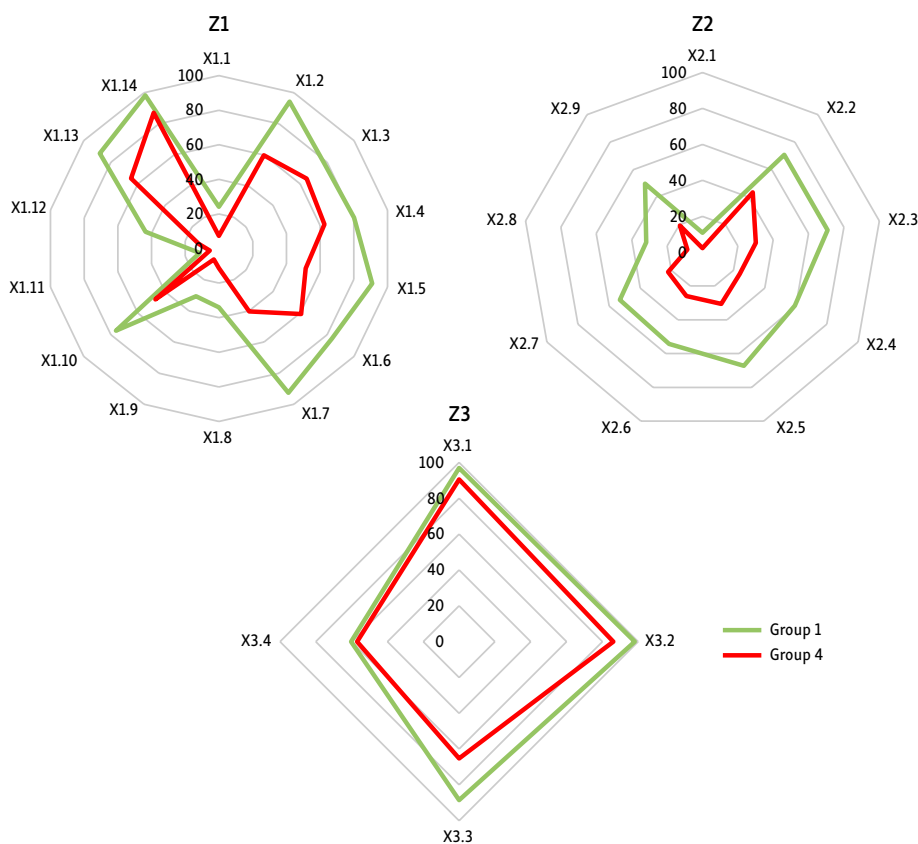 Z1
X1.1
X1.2
X1.3
X1.4
X1.5
X1.6
X1.7
X1.8
X1.9
X1.10
X1.11
X1.12
X1.13
X1.14
100
80
60
40
20
0
Z2
X2.1
X2.2
X2.3
X2.4
X2.5
X2.6
X2.7
X2.8
X2.9
100
80
60
40
20
0
Z3
X3.1
X3.2
X3.3
X3.4
100
80
60
40
20
0
Group 1
Group 4